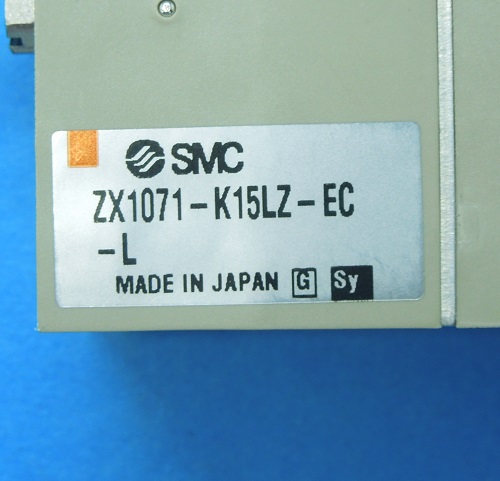 SMC
ZX1071-K15LZ-EC
-L
MADE IN JAPAN G Sy